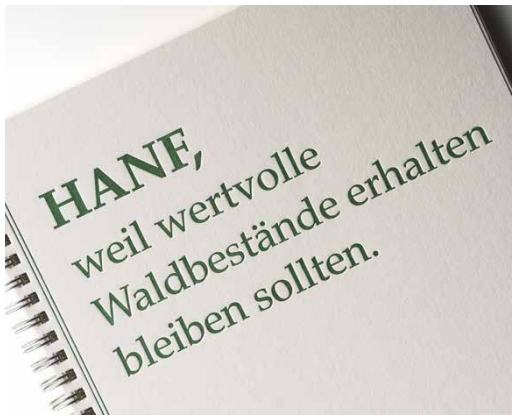 HANF,
weil wertvolle
Waldbestände erhalten
bleiben sollten.